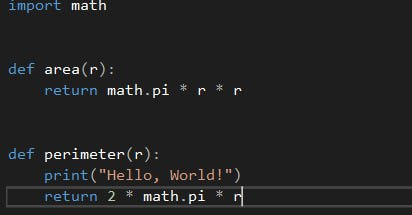 import math
def area(r):
    return math.pi * r * r
def perimeter(r):
    print("Hello, World!")
    return 2 * math.pi * r